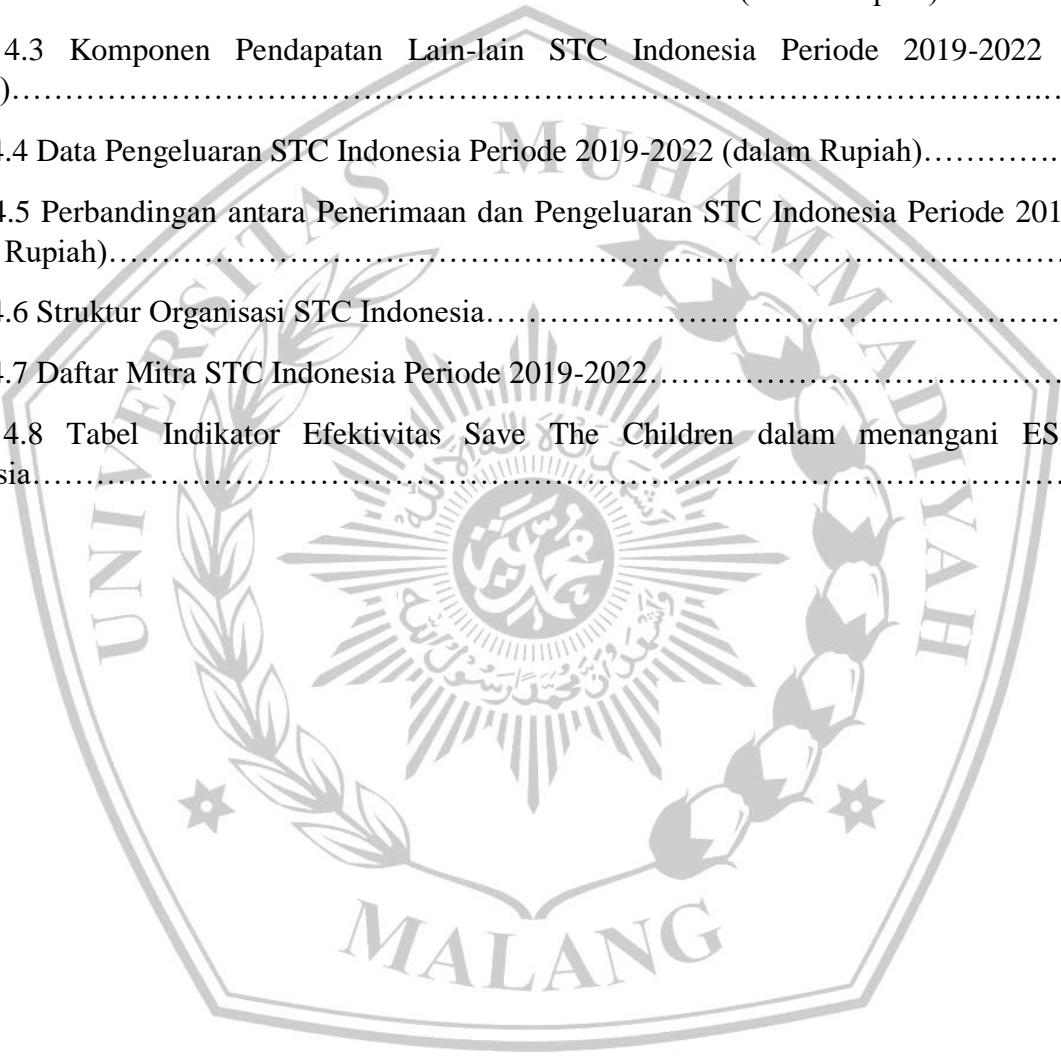 4.3 Komponen Pendapatan Lain-lain STC Indonesia Periode 2019-2022
)……………………………………………………………………………….…
4.4 Data Pengeluaran STC Indonesia Periode 2019-2022 (dalam Rupiah)………….
4.5 Perbandingan antara Penerimaan dan Pengeluaran STC Indonesia Periode 201
Rupiah)………………………………………………………………………………
4.6 Struktur Organisasi STC Indonesia…………………………………………………
4.7 Daftar Mitra STC Indonesia Periode 2019-2022…………………………………
4.8 Tabel Indikator Efektivitas Save The Children dalam menangani ES
sia………………………………………………………………………………………
UNIVERSITAS MUHAMMADIYAH
MALANG